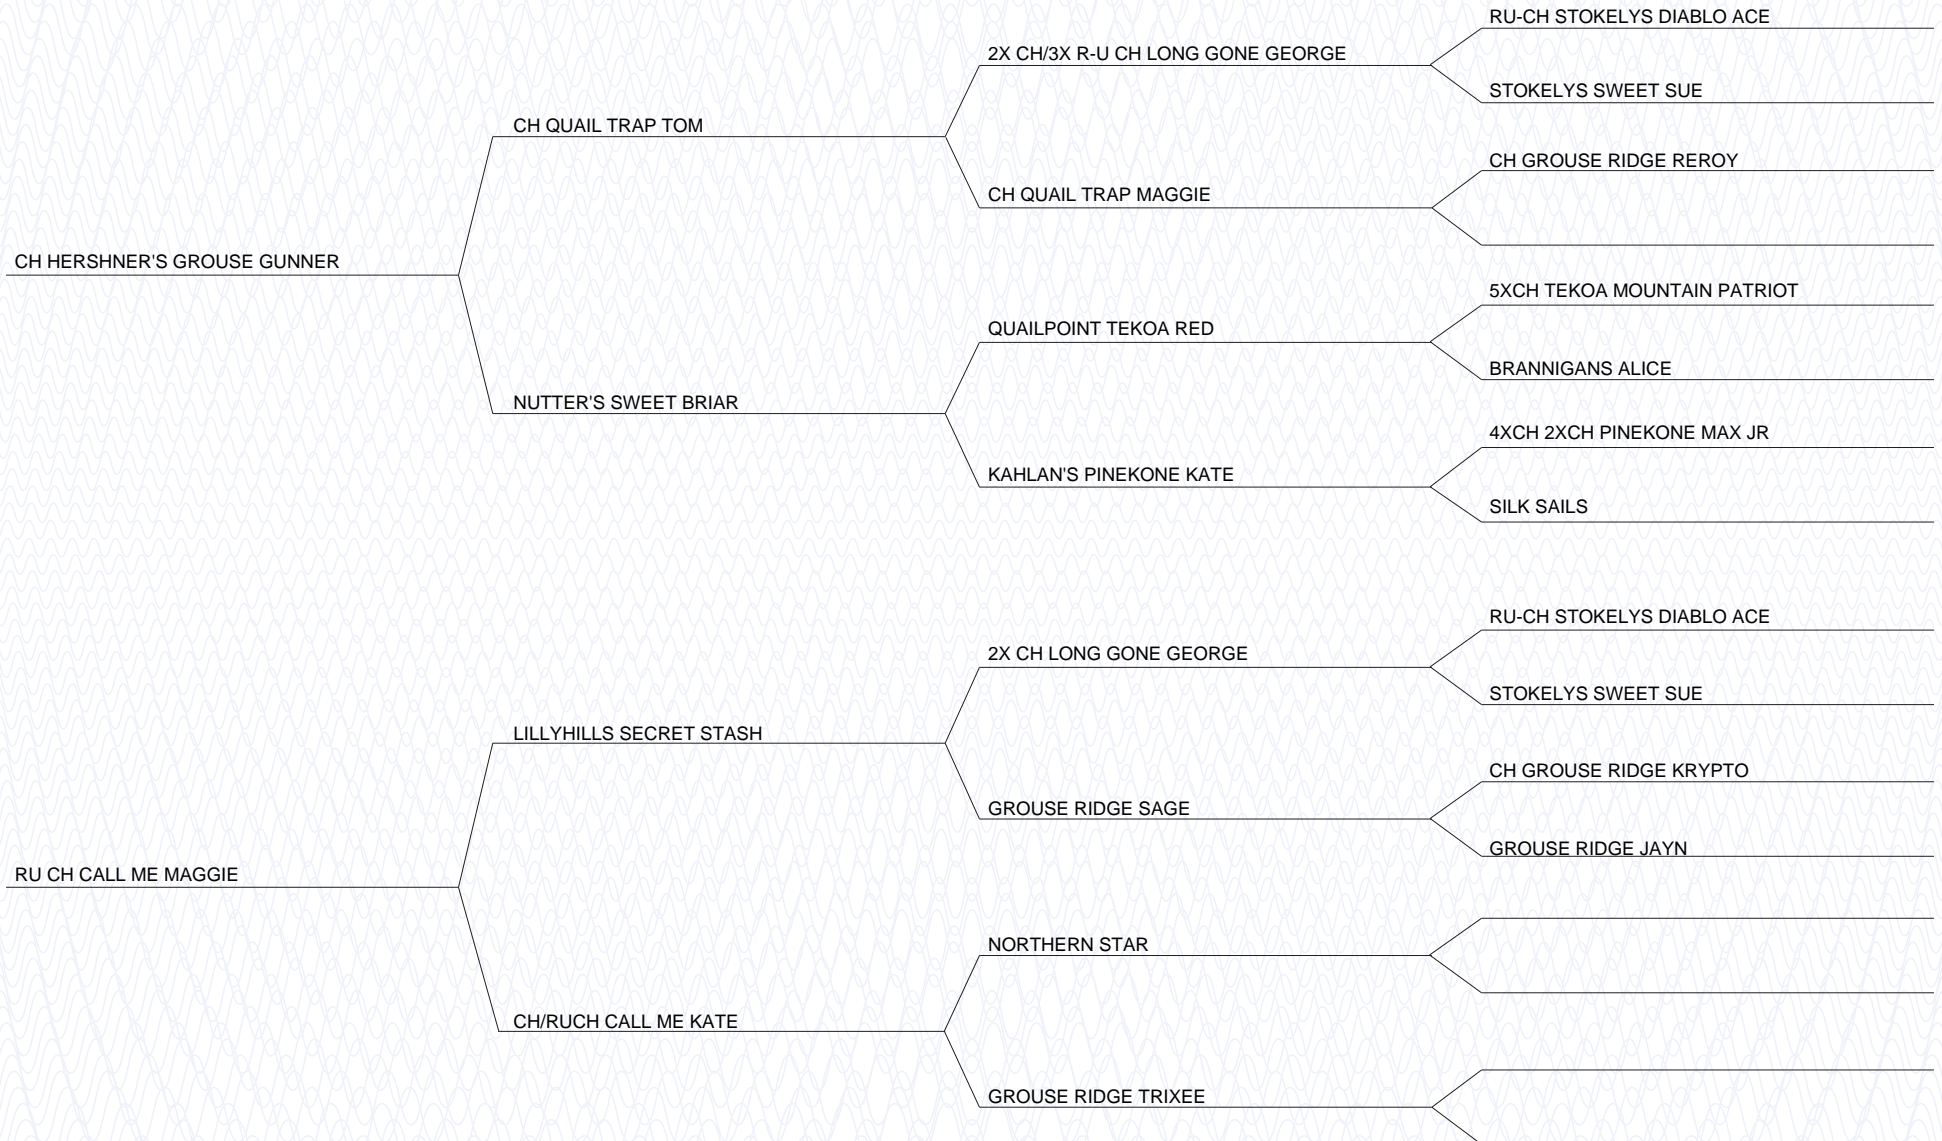 RU-CH STOKELYS DIABLO ACE
2X CH/3X R-U CH LONG GONE GEORGE
STOKELYS SWEET SUE
CH QUAIL TRAP TOM
CH GROUSE RIDGE REROY
CH QUAIL TRAP MAGGIE
CH HERSHNER'S GROUSE GUNNER
5XCH TEKOA MOUNTAIN PATRIOT
QUAILPOINT TEKOA RED
BRANNIGANS ALICE
NUTTER'S SWEET BRIAR
4XCH 2XCH PINEKONE MAX JR
KAHLAN'S PINEKONE KATE
SILK SAILS
RU-CH STOKELYS DIABLO ACE
2X CH LONG GONE GEORGE
STOKELYS SWEET SUE
LILLYHILLS SECRET STASH
CH GROUSE RIDGE KRYPTO
GROUSE RIDGE SAGE
GROUSE RIDGE JAYN
RU CH CALL ME MAGGIE
NORTHERN STAR
CH/RUCH CALL ME KATE
GROUSE RIDGE TRIXEE